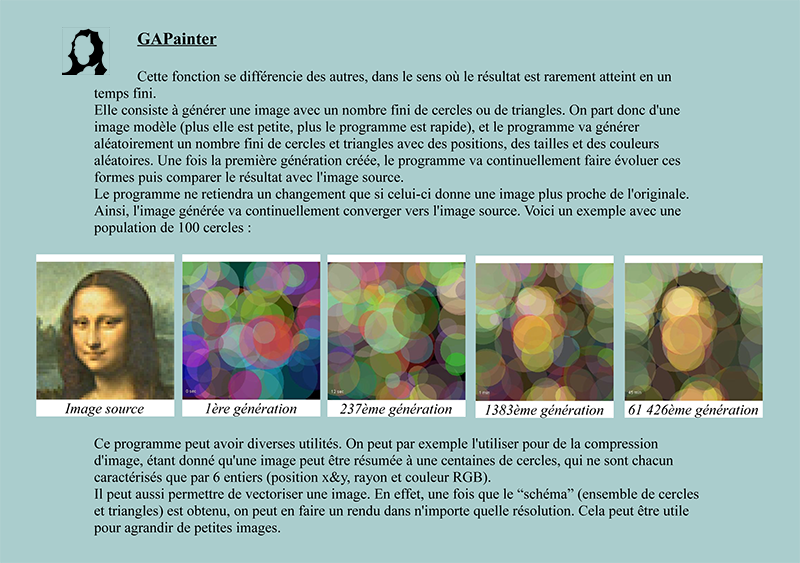 GAPainter
Cette fonction se différencie des autres, dans le sens où le résultat est rarement atteint en un
temps fini.
Elle consiste à générer une image avec un nombre fini de cercles ou de triangles. On part donc d'une
image modèle (plus elle est petite, plus le programme est rapide), et le programme va générer
aléatoirement un nombre fini de cercles et triangles avec des positions, des tailles et des couleurs
aléatoires. Une fois la première génération créée, le programme va continuellement faire évoluer ces
formes puis comparer le résultat avec l'image source.
Le programme ne retiendra un changement que si celui-ci donne une image plus proche de l'originale.
Ainsi, l'image générée va continuellement converger vers l'image source. Voici un exemple avec une
population de 100 cercles :
0 sec
12 sec
1 min
45 min
Image source
1ère génération
237ème génération
1383ème génération
61 426ème génération
Ce programme peut avoir diverses utilités. On peut par exemple l'utiliser pour de la compression
d'image, étant donné qu'une image peut être résumée à une centaines de cercles, qui ne sont chacun
caractérisés que par 6 entiers (position x&y, rayon et couleur RGB).
Il peut aussi permettre de vectoriser une image. En effet, une fois que le “schéma” (ensemble de cercles
et triangles) est obtenu, on peut en faire un rendu dans n'importe quelle résolution. Cela peut être utile
pour agrandir de petites images.